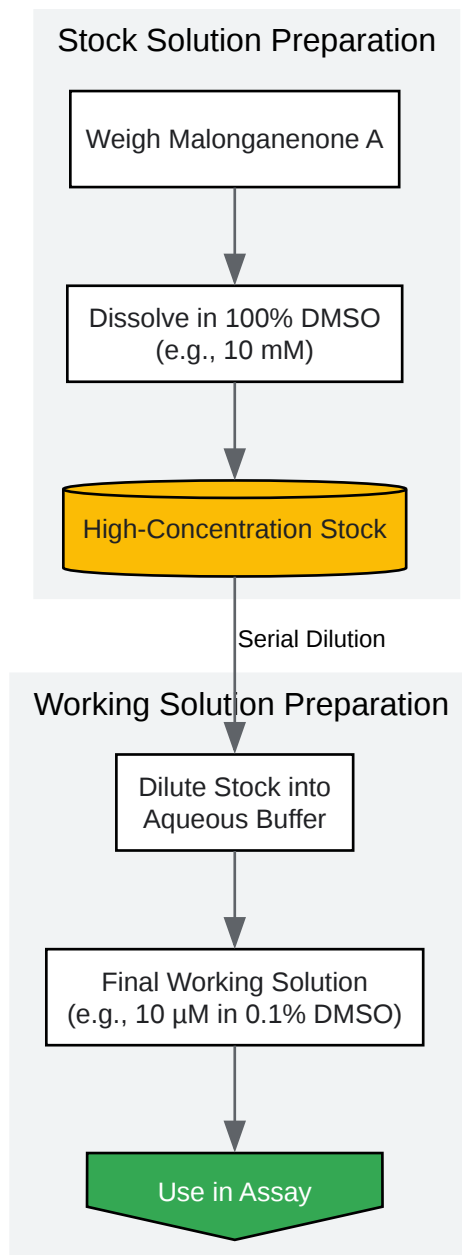 Stock Solution Preparation
Weigh Malonganenone A
Dissolve in 100% DMSO
(e.g., 10 mM)
High-Concentration Stock
Serial Dilution
Working Solution Preparation
Dilute Stock into
Aqueous Buffer
Final Working Solution
(e.g., 10 µM in 0.1% DMSO)
Use in Assay